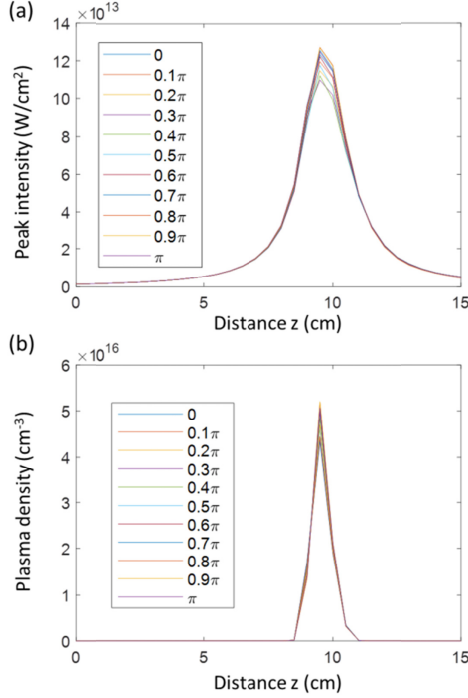 (a)
×10¹³
14
12
10
8
6
4
2
0
Peak intensity (W/cm²)
0
0.1π
0.2π
0.3π
0.4π
0.5π
0.6π
0.7π
0.8π
0.9π
π
0 5 10 15
Distance z (cm)
(b)
×10¹⁶
6
5
4
3
2
1
0
Plasma density (cm⁻³)
0
0.1π
0.2π
0.3π
0.4π
0.5π
0.6π
0.7π
0.8π
0.9π
π
0 5 10 15
Distance z (cm)